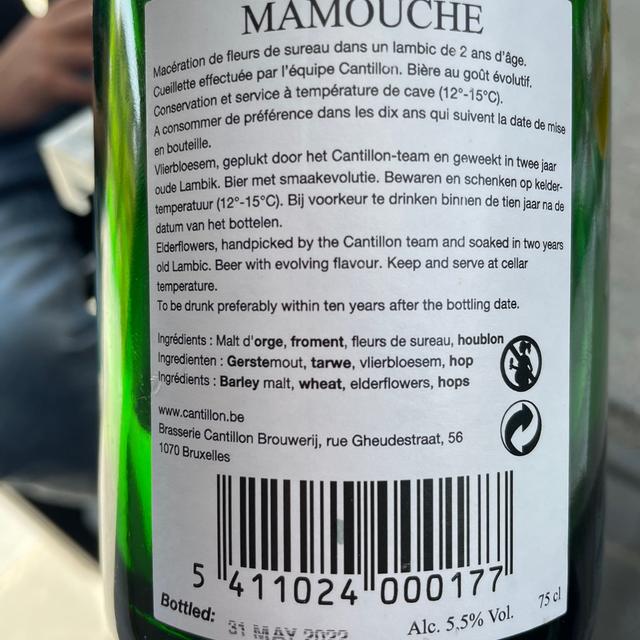 MAMOUCHE
Macération de fleurs de sureau dans un lambic de 2 ans d'âge.
Cueillette effectuée par l'équipe Cantillon. Bière au goût évolutif.
Conservation et service à température de cave (12°-15°C).
A consommer de préférence dans les dix ans qui suivent la date de mise
en bouteille.
Vlierbloesem, geplukt door het Cantillon-team en geweekt in twee jaar
oude Lambik. Bier met smaakevolutie. Bewaren en schenken op kelder-
temperatuur (12°-15°C). Bij voorkeur te drinken binnen de tien jaar na de
datum van het bottelen.
Elderflowers, handpicked by the Cantillon team and soaked in two years
old Lambic. Beer with evolving flavour. Keep and serve at cellar
temperature.
To be drunk preferably within ten years after the bottling date.
Ingrédients : Malt d'orge, froment, fleurs de sureau, houblon
Ingredienten : Gerstemout, tarwe, vlierbloesem, hop
Ingrédients : Barley malt, wheat, elderflowers, hops
www.cantillon.be
Brasserie Cantillon Brouwerij, rue Gheudestraat, 56
1070 Bruxelles
5 411024 000177
Bottled: 31 MAY 2022
Alc. 5,5% Vol. 75 cl